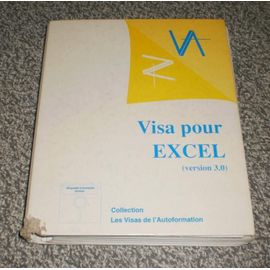 Visa pour
EXCEL
(version 3.0)
Collection
Les Visas de l'Autoformation